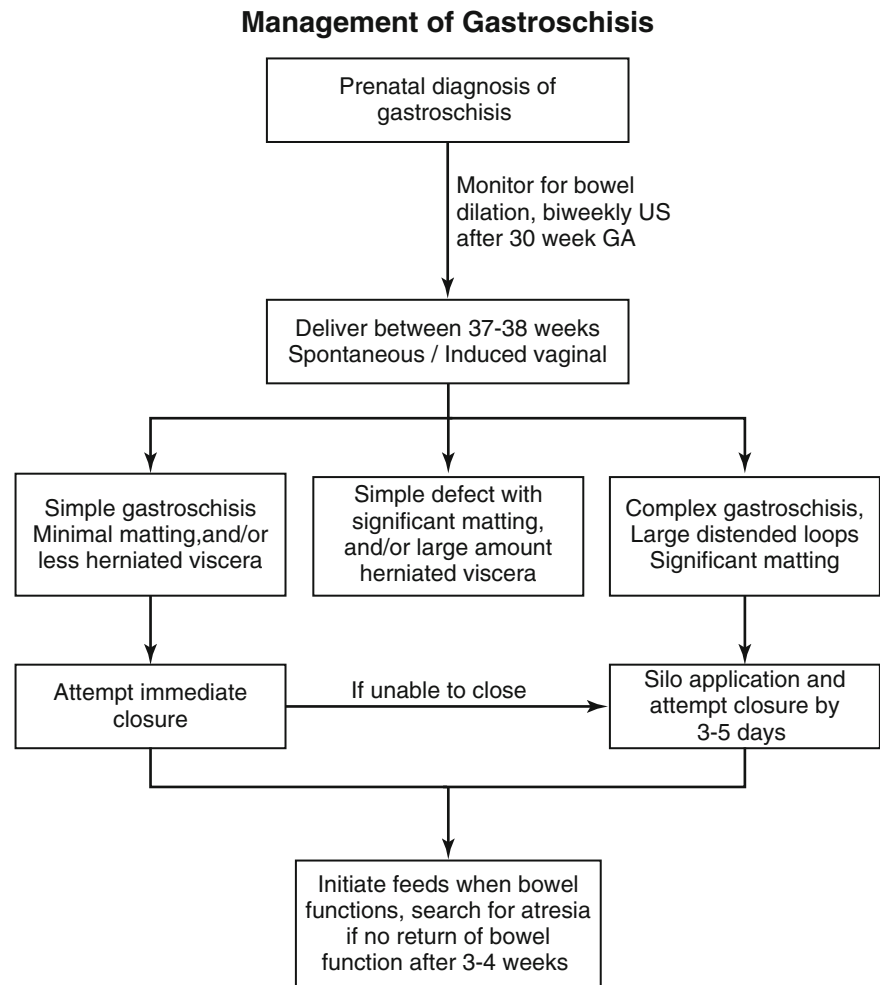 Management of Gastroschisis
Prenatal diagnosis of
gastroschisis
Monitor for bowel
dilation, biweekly US
after 30 week GA
Deliver between 37-38 weeks
Spontaneous / Induced vaginal
Simple gastroschisis
Minimal matting,and/or
less herniated viscera
Simple defect with
significant matting,
and/or large amount
herniated viscera
Complex gastroschisis,
Large distended loops
Significant matting
Attempt immediate
closure
If unable to close
Silo application and
attempt closure by
3-5 days
Initiate feeds when bowel
functions, search for atresia
if no return of bowel
function after 3-4 weeks